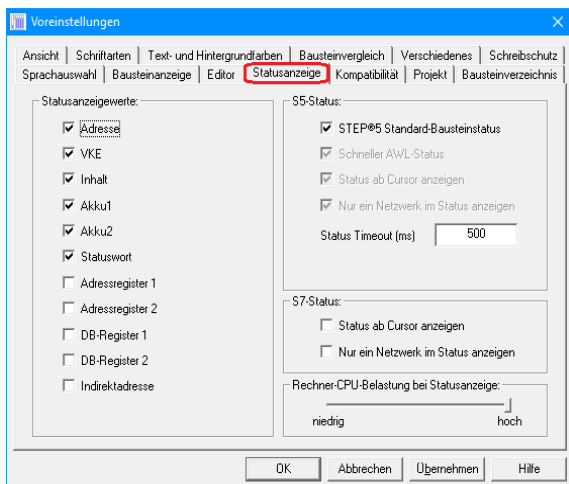 Voreinstellungen
Ansicht Schriftarten Text- und Hintergrundfarben Bausteinvergleich Verschiedenes Schreibschutz
Sprachauswahl Bausteinanzeige Editor Statusanzeige Kompatibilität Projekt Bausteinverzeichnis
Statusanzeigewerte:
Adresse
VKE
Inhalt
Akku1
Akku2
Statuswort
Adressregister 1
Adressregister 2
DB-Register 1
DB-Register 2
Indirektadresse
S5-Status:
STEP®5 Standard-Bausteinstatus
Schneller AWL-Status
Status ab Cursor anzeigen
Nur ein Netzwerk im Status anzeigen
Status Timeout (ms) 500
S7-Status:
Status ab Cursor anzeigen
Nur ein Netzwerk im Status anzeigen
Rechner-CPU-Belastung bei Statusanzeige:
niedrig hoch
OK Abbrechen Übernehmen Hilfe